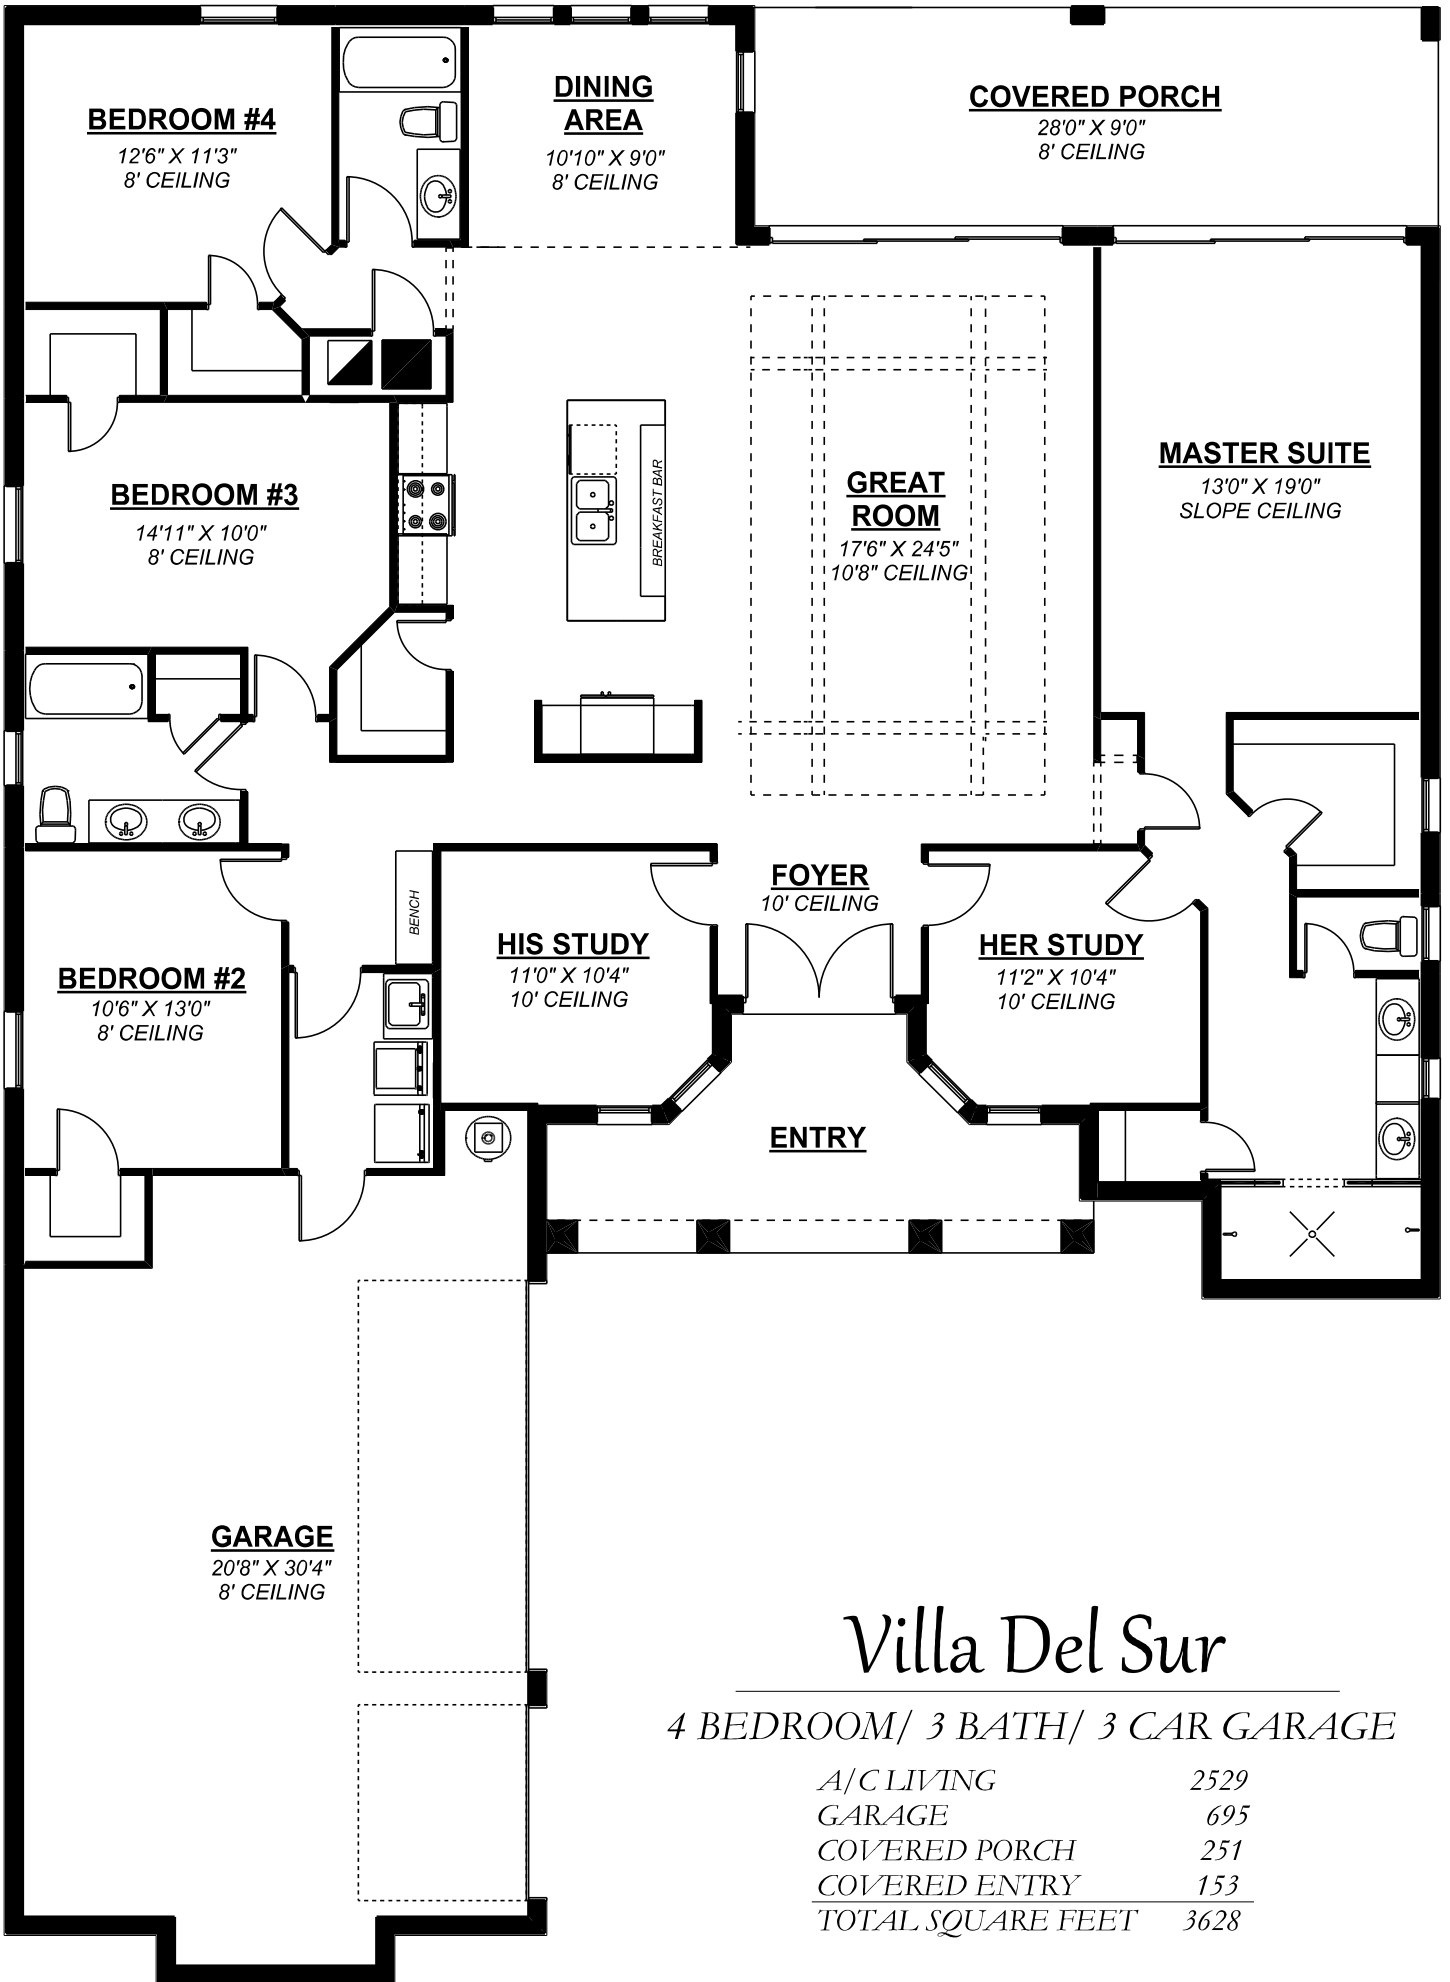 BEDROOM #4
12'6" X 11'3"
8' CEILING
DINING
AREA
10'10" X 9'0"
8' CEILING
COVERED PORCH
28'0" X 9'0"
8' CEILING
BEDROOM #3
14'11" X 10'0"
8' CEILING
BREAKFAST BAR
GREAT
ROOM
17'6" X 24'5"
10'8" CEILING
MASTER SUITE
13'0" X 19'0"
SLOPE CEILING
BENCH
FOYER
10' CEILING
HIS STUDY
11'0" X 10'4"
10' CEILING
HER STUDY
11'2" X 10'4"
10' CEILING
BEDROOM #2
10'6" X 13'0"
8' CEILING
ENTRY
GARAGE
20'8" X 30'4"
8' CEILING
Villa Del Sur
4 BEDROOM/ 3 BATH/ 3 CAR GARAGE
A/C LIVING 2529
GARAGE 695
COVERED PORCH 251
COVERED ENTRY 153
TOTAL SQUARE FEET 3628